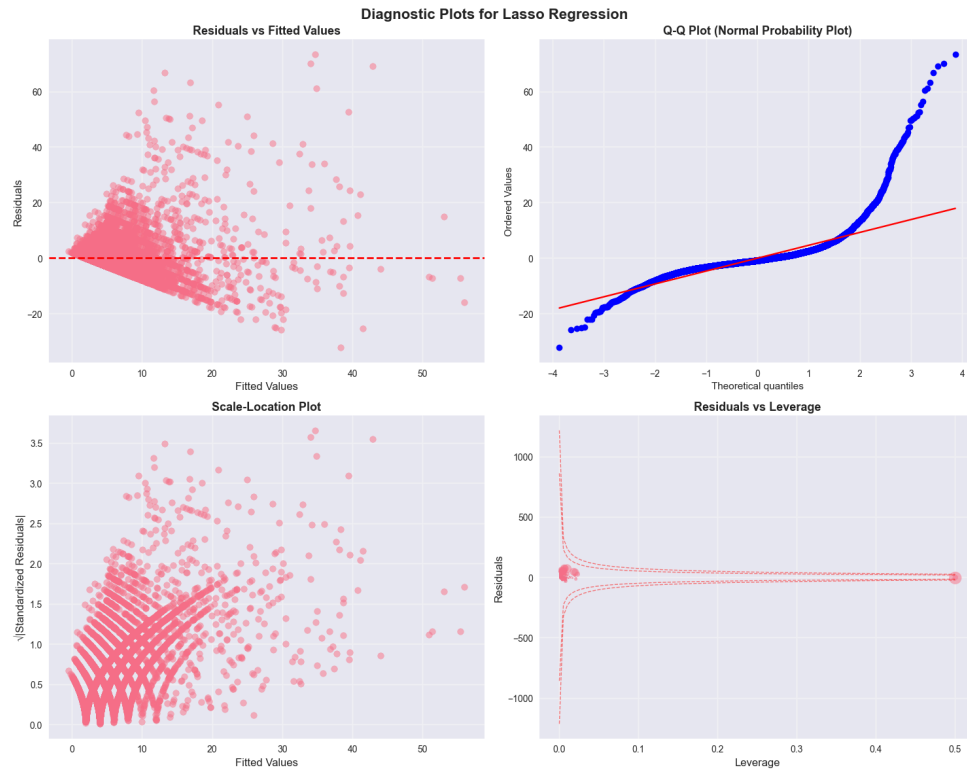 Diagnostic Plots for Lasso Regression
Residuals vs Fitted Values
60
40
20
0
−20
Residuals
0 10 20 30 40 50
Fitted Values
Q-Q Plot (Normal Probability Plot)
60
40
20
0
−20
Ordered Values
−4 −3 −2 −1 0 1 2 3 4
Theoretical quantiles
Scale-Location Plot
3.5
3.0
2.5
2.0
1.5
1.0
0.5
0.0
√|Standardized Residuals|
0 10 20 30 40 50
Fitted Values
Residuals vs Leverage
1000
500
0
−500
−1000
Residuals
0.0 0.1 0.2 0.3 0.4 0.5
Leverage